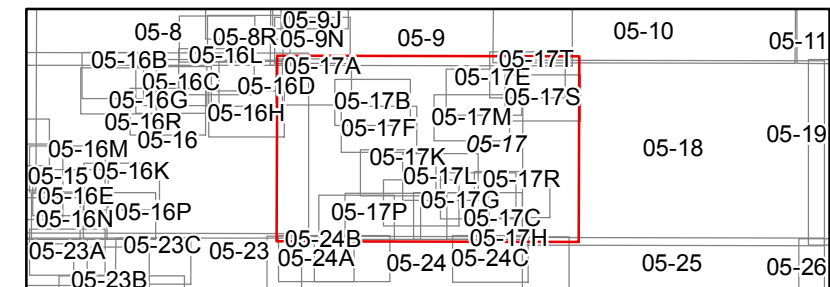 05-9J
05-8
05-10
05-8R
05-9N
05-9
05-11
05-16L
05-16B
05-17T
05-17A
05-17E
05-16C
05-16D
05-17S
05-16G
05-17B
05-16H
05-17M
05-16R
05-17F
05-19
05-16
05-17
05-18
05-16M
05-17K
05-15
05-16K
05-17L
05-17R
05-16E
05-17G
05-16P
05-17P
05-16N
05-17C
05-24B
05-17H
05-23A
05-23C
05-23
05-24A
05-24
05-24C
05-25
05-26
05-23B